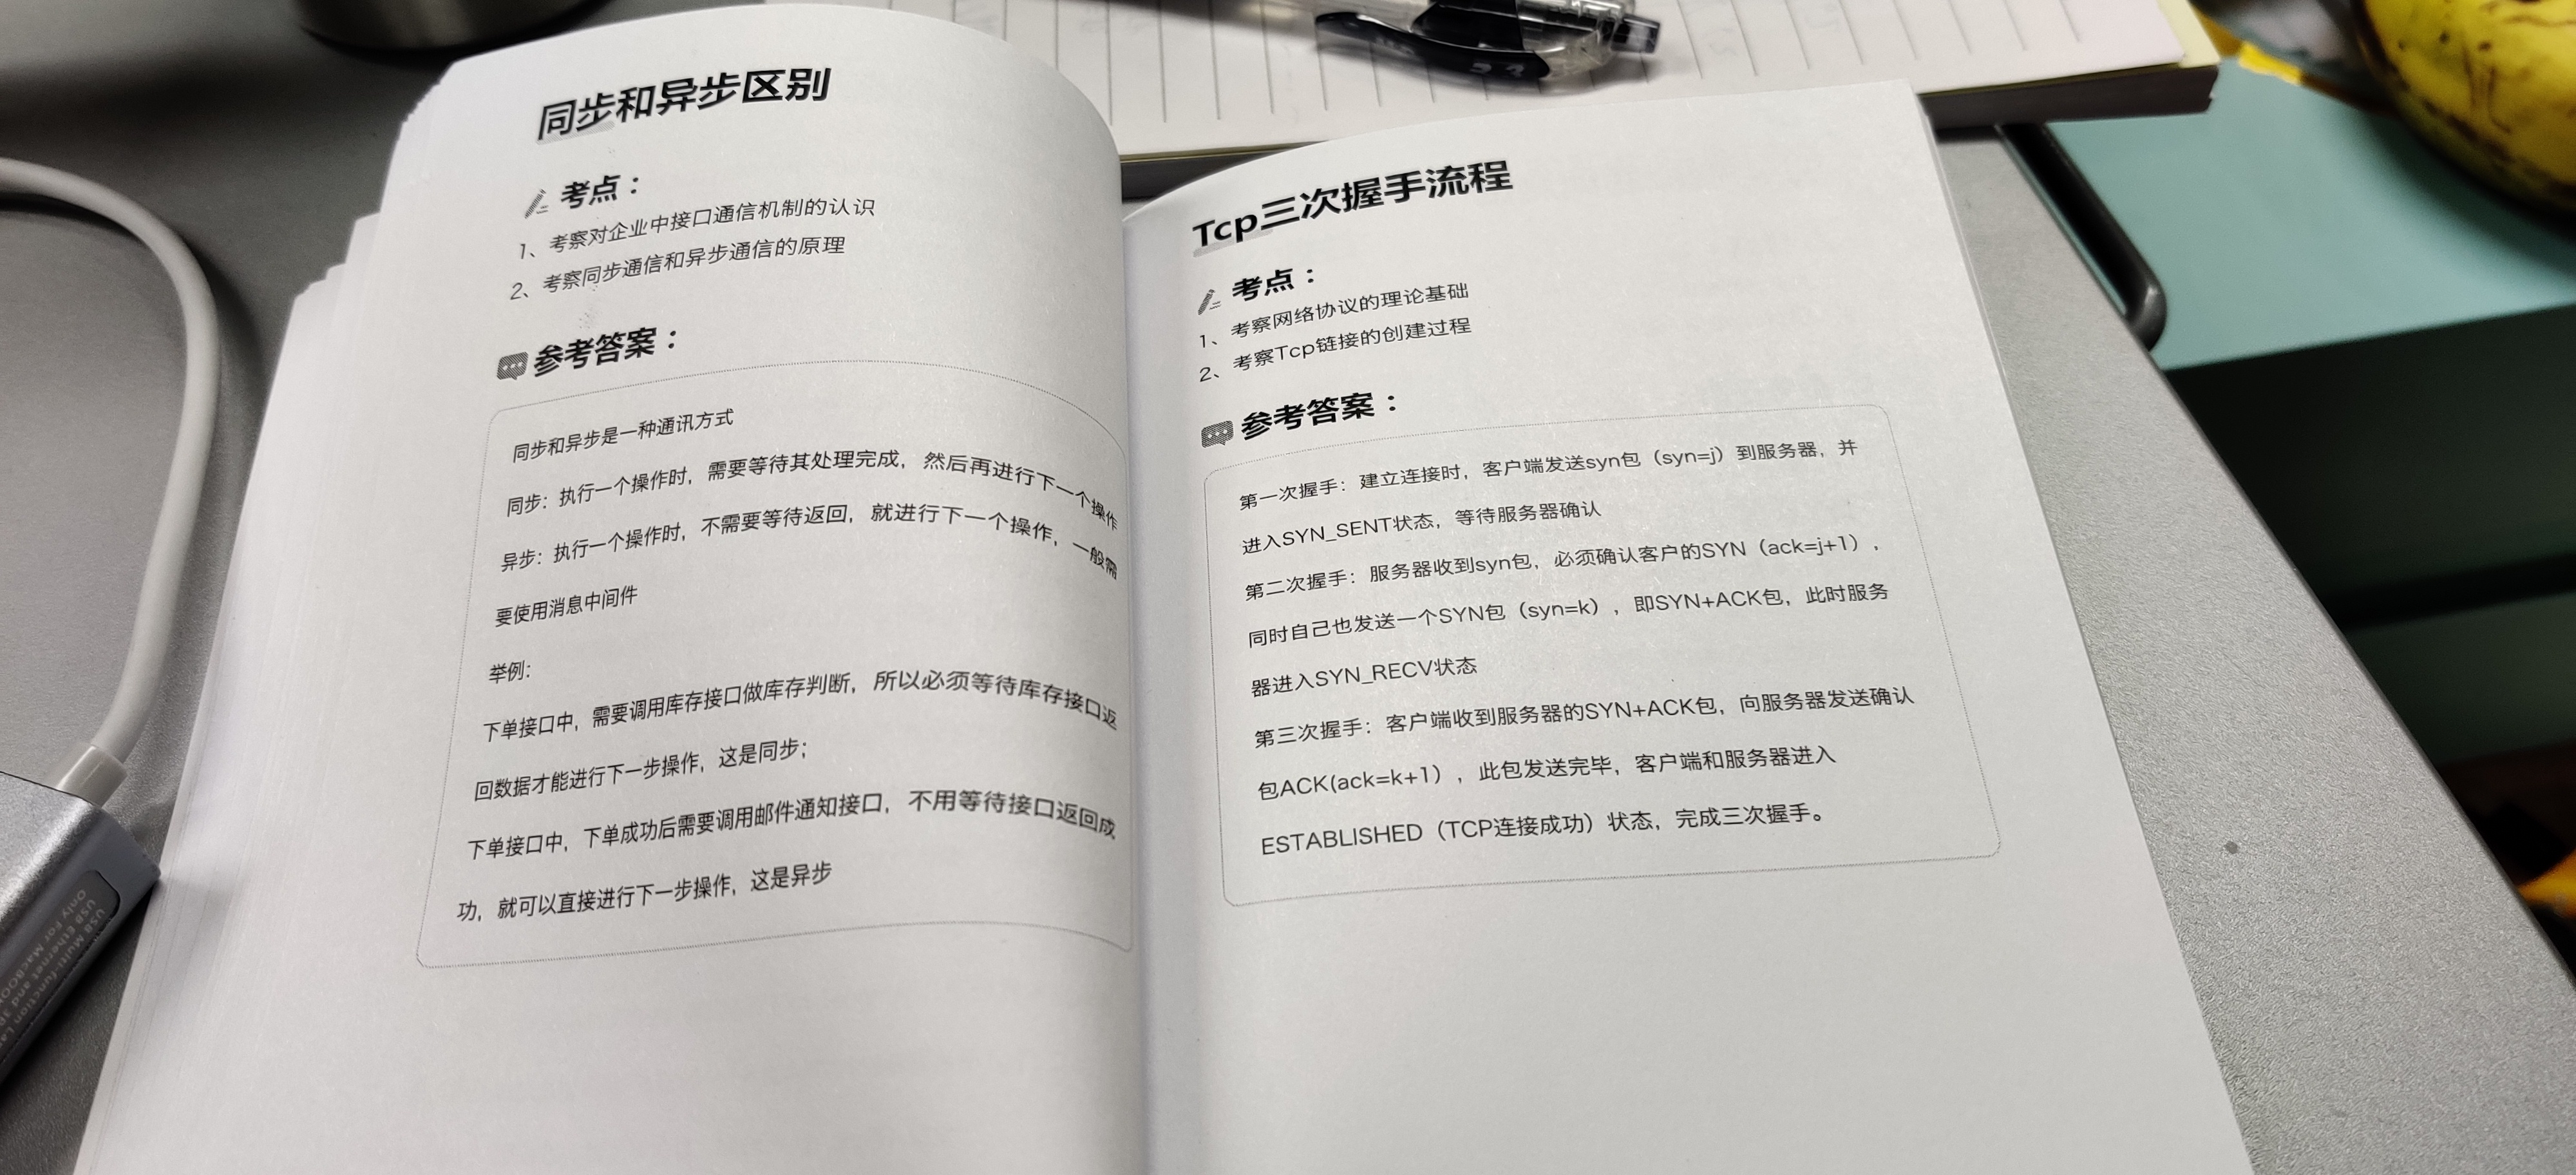 同步和异步区别
考点：
1、考察对企业中接口通信机制的认识
2、考察同步通信和异步通信的原理
参考答案：
同步和异步是一种通讯方式
同步：执行一个操作时，需要等待其处理完成，然后再进行下一个操作
异步：执行一个操作时，不需要等待返回，就进行下一个操作，一般需
要使用消息中间件
举例：
下单接口中，需要调用库存接口做库存判断，所以必须等待库存接口返
回数据才能进行下一步操作，这是同步；
下单接口中，下单成功后需要调用邮件通知接口，不用等待接口返回成
功，就可以直接进行下一步操作，这是异步
Tcp三次握手流程
考点：
1、考察网络协议的理论基础
2、考察Tcp链接的创建过程
参考答案：
第一次握手：建立连接时，客户端发送syn包（syn=j）到服务器，并
进入SYN_SENT状态，等待服务器确认
第二次握手：服务器收到syn包，必须确认客户的SYN（ack=j+1），
同时自己也发送一个SYN包（syn=k），即SYN+ACK包，此时服务
器进入SYN_RECV状态
第三次握手：客户端收到服务器的SYN+ACK包，向服务器发送确认
包ACK(ack=k+1），此包发送完毕，客户端和服务器进入
ESTABLISHED（TCP连接成功）状态，完成三次握手。
USB Multi-function
USB Ethernet and
Only For